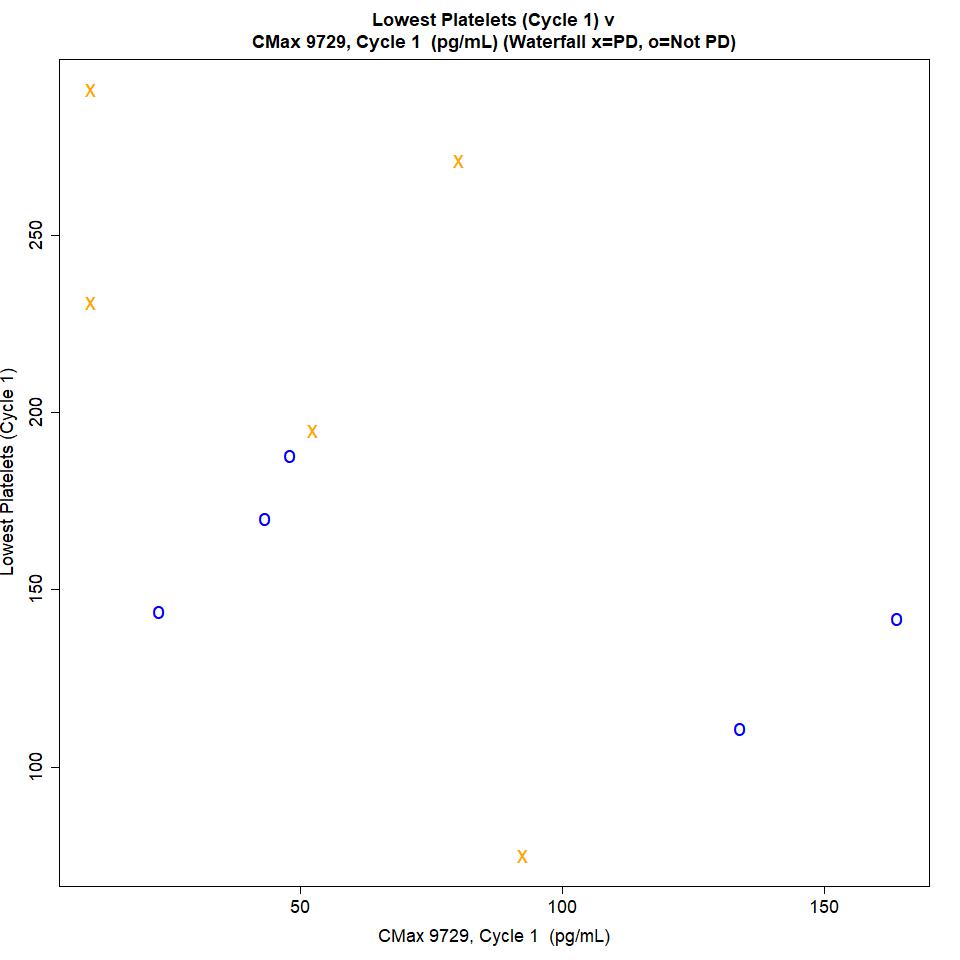 Lowest Platelets (Cycle 1) v
CMax 9729, Cycle 1  (pg/mL) (Waterfall x=PD, o=Not PD)
X
X
250
X
Lowest Platelets (Cycle 1)
200
X
O
O
150
O
O
O
100
X
50
100
150
CMax 9729, Cycle 1  (pg/mL)